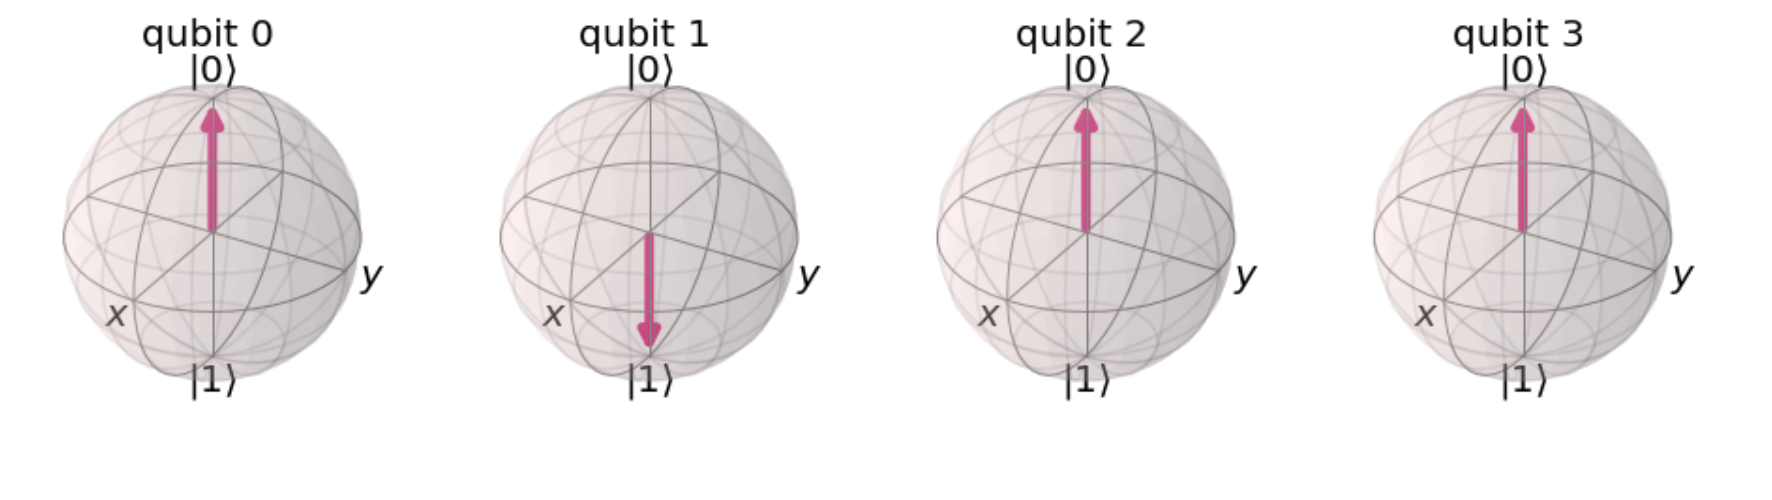 qubit 0 qubit 1 qubit 2 qubit 3
|0⟩ |0⟩ |0⟩ |0⟩
y y y y
x x x x
|1⟩ |1⟩ |1⟩ |1⟩